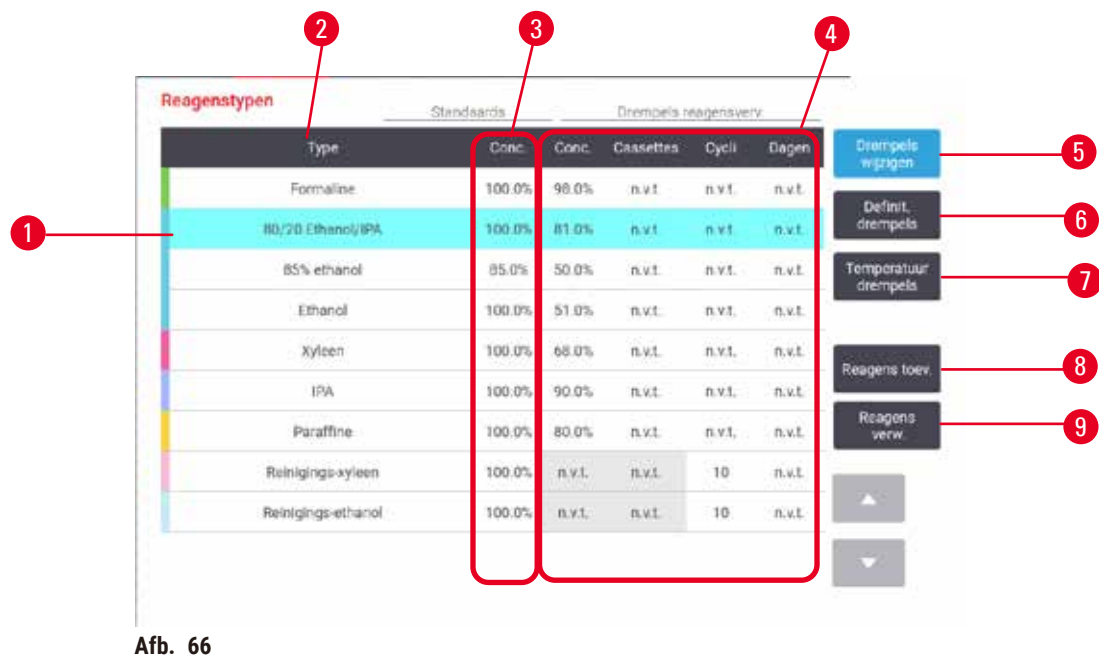 2 3 4
Reagenstypen Standaards Drempels reagensverv.
Type Conc. Conc. Cassettes Cycli Dagen Drempels wijzigen 5
Formaline 100.0% 98.0% n.v.t. n.v.t. n.v.t. Definit. drempels 6
1 80/20 Ethanol/IPA 100.0% 81.0% n.v.t. n.v.t. n.v.t.
85% ethanol 85.0% 50.0% n.v.t. n.v.t. n.v.t. Temperatuur drempels 7
Ethanol 100.0% 51.0% n.v.t. n.v.t. n.v.t.
Xyleen 100.0% 68.0% n.v.t. n.v.t. n.v.t. Reagens toev. 8
IPA 100.0% 90.0% n.v.t. n.v.t. n.v.t.
Paraffine 100.0% 80.0% n.v.t. n.v.t. n.v.t. Reagens verw. 9
Reinigings-xyleen 100.0% n.v.t. n.v.t. 10 n.v.t.
Reinigings-ethanol 100.0% n.v.t. n.v.t. 10 n.v.t.
Afb. 66